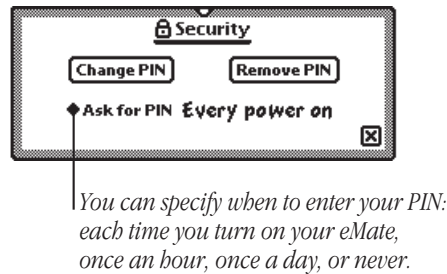 Security
Change PIN Remove PIN
Ask for PIN Every power on
You can specify when to enter your PIN:
each time you turn on your eMate,
once an hour, once a day, or never.